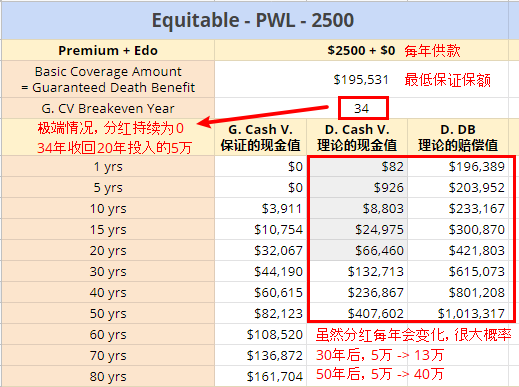 Equitable - PWL - 2500
Premium + Edo $2500 + $0 每年供款
Basic Coverage Amount
= Guaranteed Death Benefit $195,531 最低保证保额
G. CV Breakeven Year 34
极端情况，分红持续为0
34年收回20年投入的5万
G. Cash V. D. Cash V. D. DB
保证的现金值 理论的现金值 理论的赔偿值
1 yrs $0 $82 $196,389
5 yrs $0 $926 $203,952
10 yrs $3,911 $8,803 $233,167
15 yrs $10,754 $24,975 $300,870
20 yrs $32,067 $66,460 $421,803
30 yrs $44,190 $132,713 $615,073
40 yrs $60,615 $236,867 $801,208
50 yrs $82,123 $407,602 $1,013,317
60 yrs $108,520 虽然分红每年会变化，很大概率
70 yrs $136,872 30年后，5万 -> 13万
80 yrs $161,704 50年后，5万 -> 40万